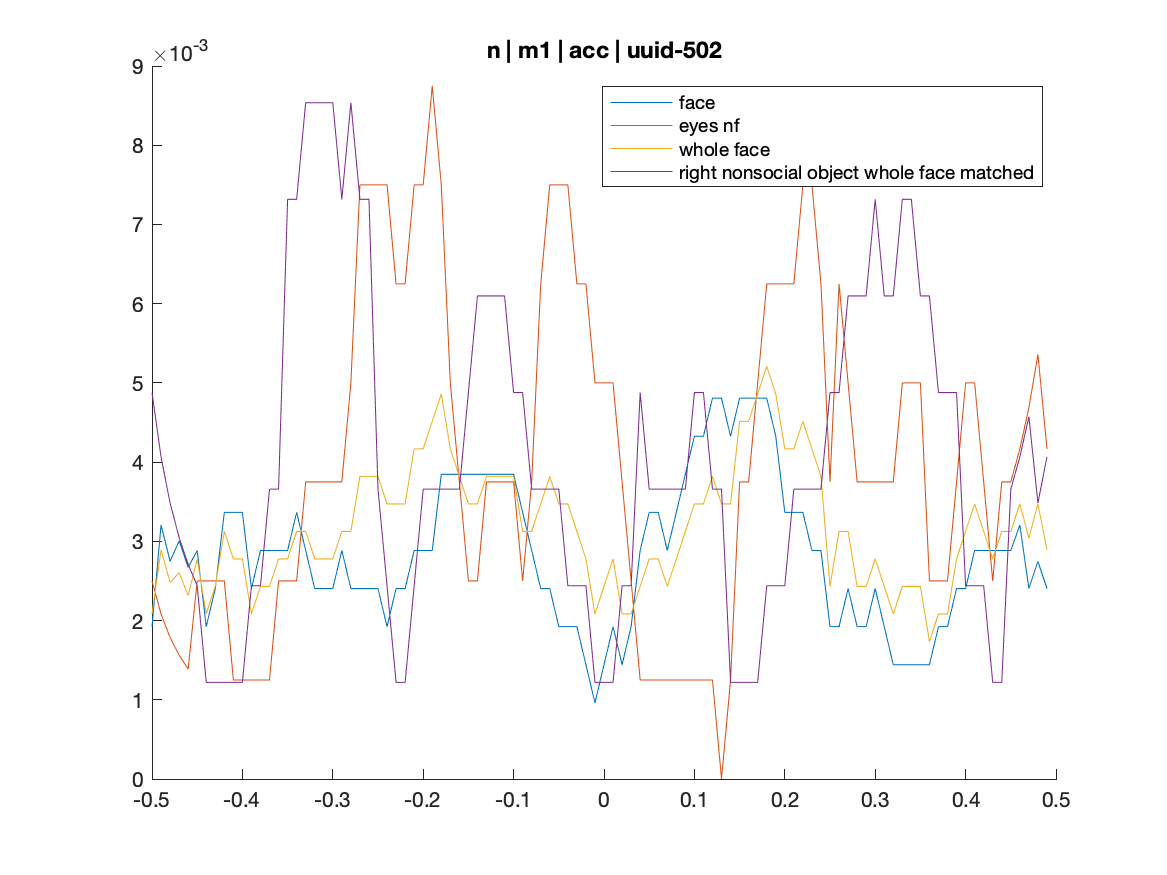 n | m1 | acc | uuid-502
×10-3
face
eyes nf
whole face
right nonsocial object whole face matched
9
8
7
6
5
4
3
2
1
0
-0.5 -0.4 -0.3 -0.2 -0.1 0 0.1 0.2 0.3 0.4 0.5